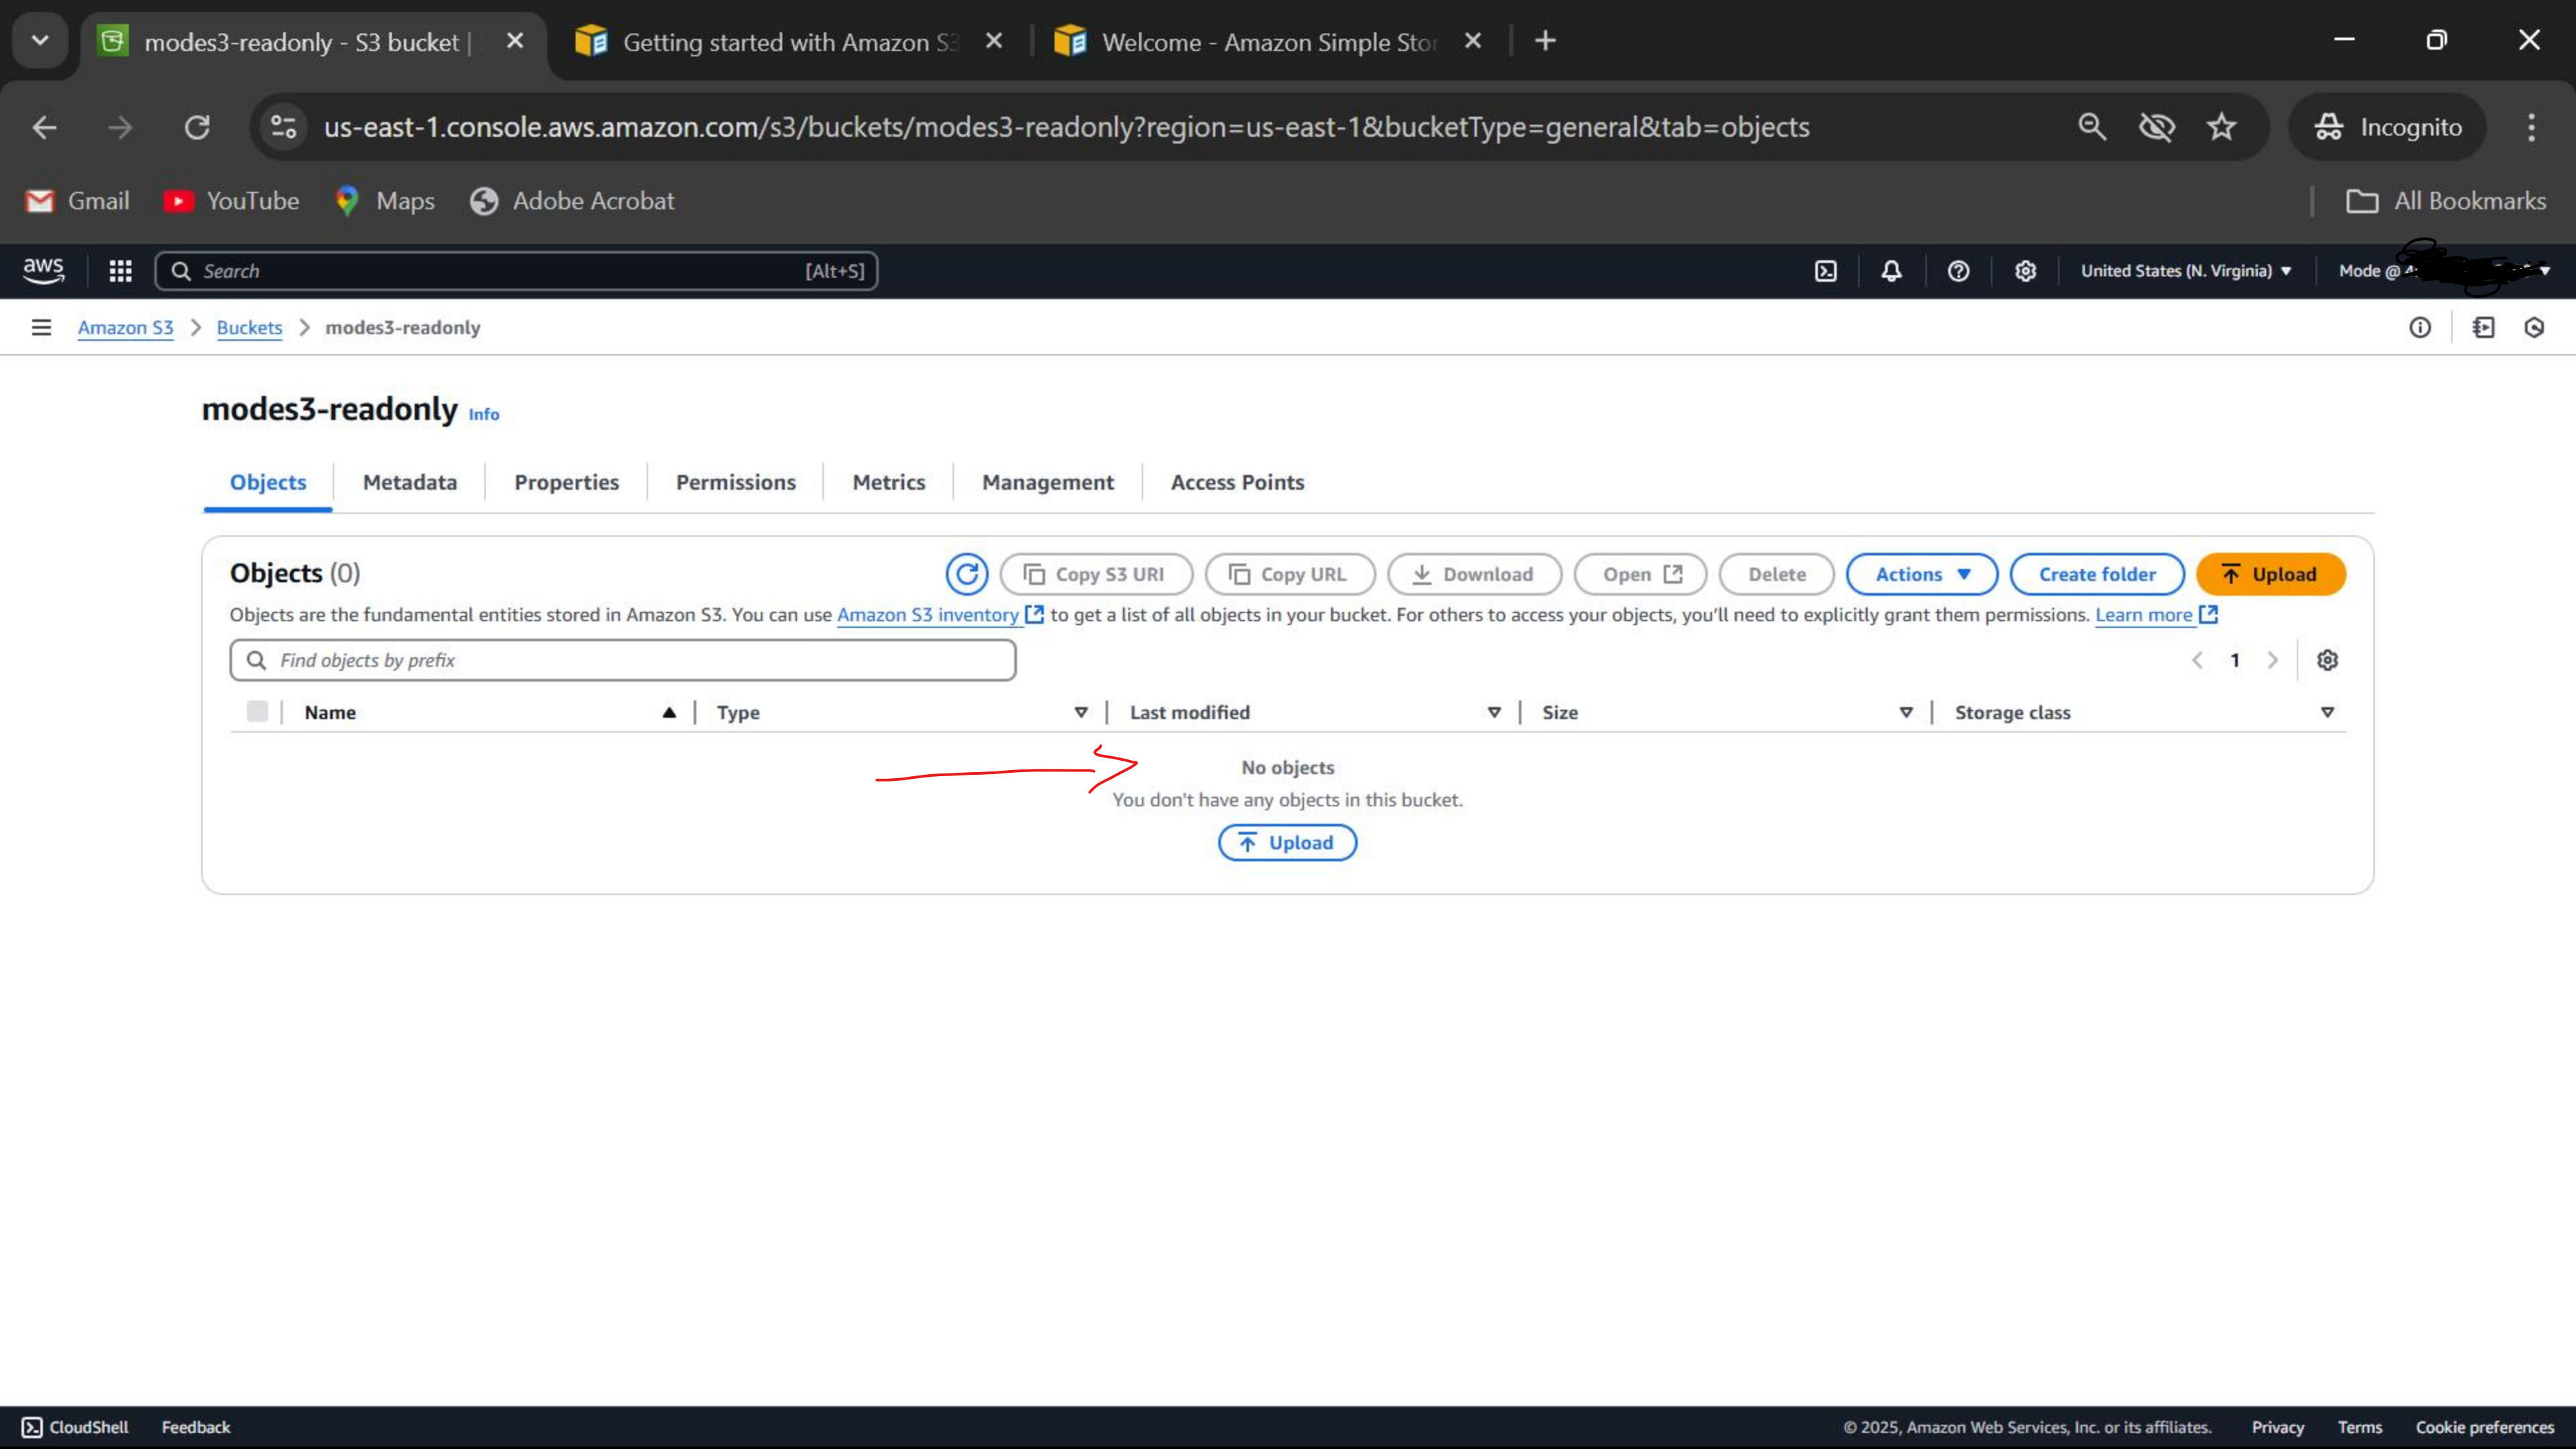 modes3-readonly - S3 bucket |
Getting started with Amazon S3
Welcome - Amazon Simple Stor
us-east-1.console.aws.amazon.com/s3/buckets/modes3-readonly?region=us-east-1&bucketType=general&tab=objects
Incognito
Gmail YouTube Maps Adobe Acrobat
All Bookmarks
aws Search [Alt+S] United States (N. Virginia) Mode @
Amazon S3 > Buckets > modes3-readonly
modes3-readonly Info
Objects Metadata Properties Permissions Metrics Management Access Points
Objects (0) Copy S3 URI Copy URL Download Open Delete Actions Create folder Upload
Objects are the fundamental entities stored in Amazon S3. You can use Amazon S3 inventory to get a list of all objects in your bucket. For others to access your objects, you'll need to explicitly grant them permissions. Learn more
Find objects by prefix
< 1 >
Name Type Last modified Size Storage class
No objects
You don't have any objects in this bucket.
Upload
CloudShell Feedback © 2025, Amazon Web Services, Inc. or its affiliates. Privacy Terms Cookie preferences